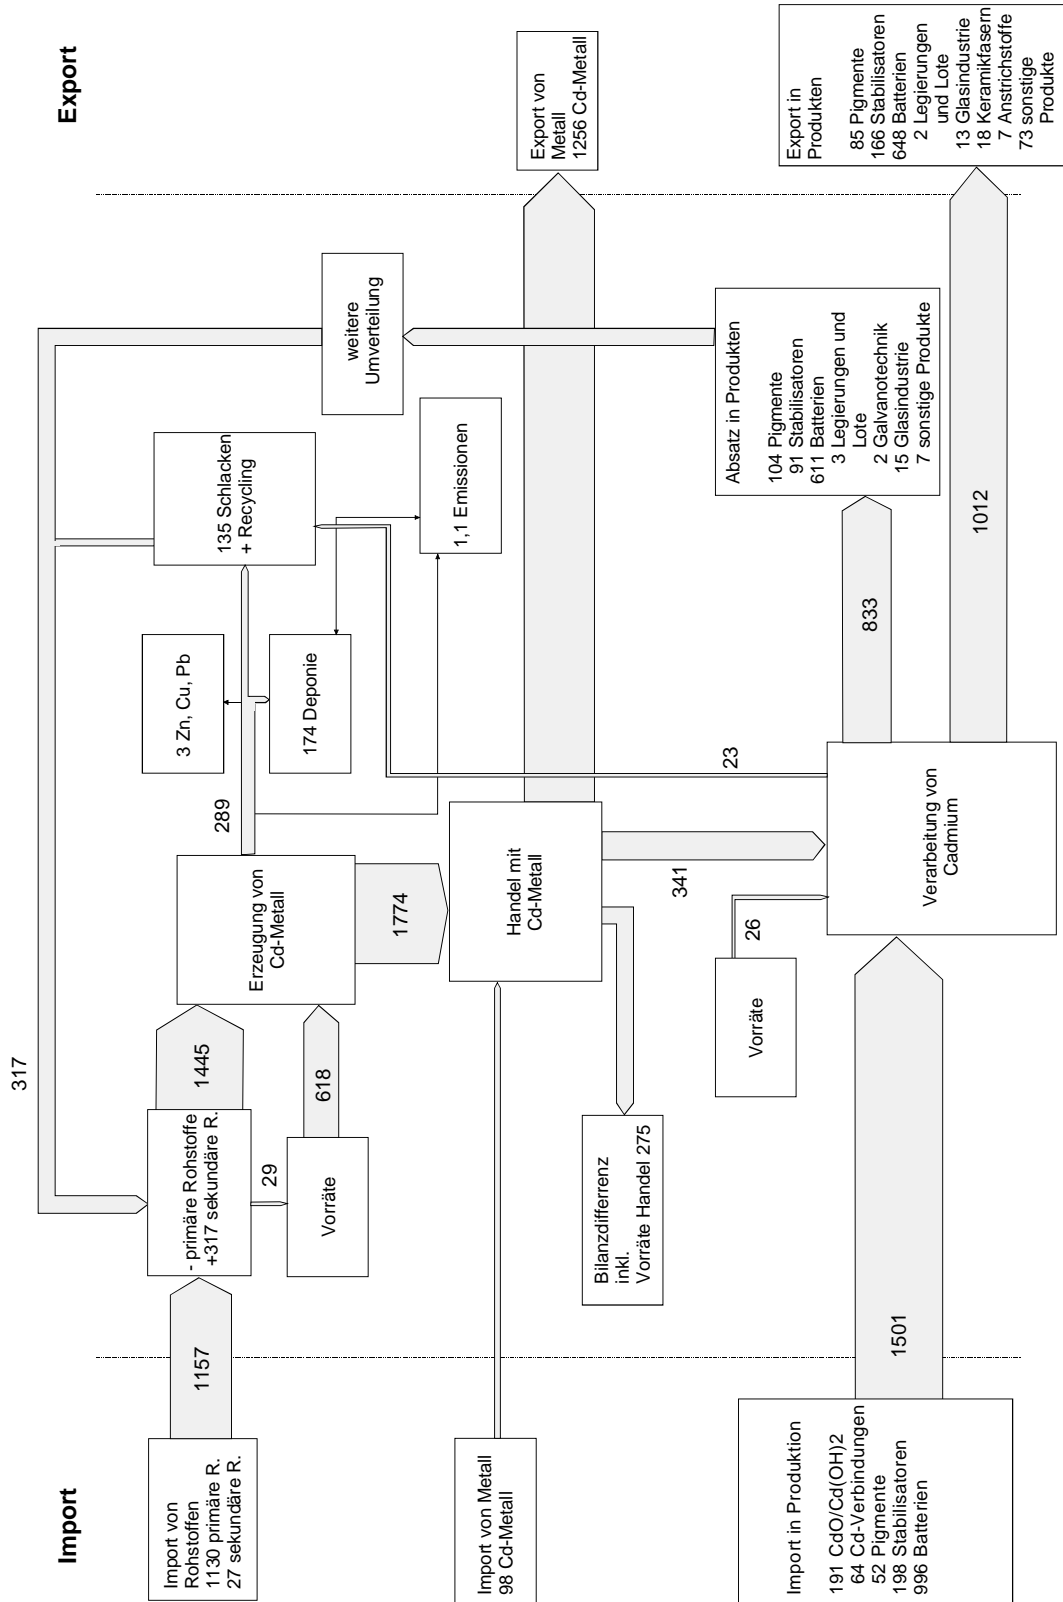 Import
Export
Import von
Rohstoffen
1130 primäre R.
27 sekundäre R.
1157
- primäre Rohstoffe
+317 sekundäre R.
317
29
Vorräte
1445
618
Erzeugung von
Cd-Metall
289
3 Zn, Cu, Pb
174 Deponie
135 Schlacken
+ Recycling
1,1 Emissionen
weitere
Umverteilung
1774
Import von Metall
98 Cd-Metall
Handel mit
Cd-Metall
Export von
Metall
1256 Cd-Metall
Bilanzdifferrenz
inkl.
Vorräte Handel 275
341
Vorräte
26
23
Import in Produktion
191 CdO/Cd(OH)2
64 Cd-Verbindungen
52 Pigmente
198 Stabilisatoren
996 Batterien
1501
Verarbeitung von
Cadmium
833
Absatz in Produkten
104 Pigmente
91 Stabilisatoren
611 Batterien
3 Legierungen und
Lote
2 Galvanotechnik
15 Glasindustrie
7 sonstige Produkte
1012
Export in
Produkten
85 Pigmente
166 Stabilisatoren
648 Batterien
2 Legierungen
und Lote
13 Glasindustrie
18 Keramikfasern
7 Anstrichstoffe
73 sonstige
Produkte